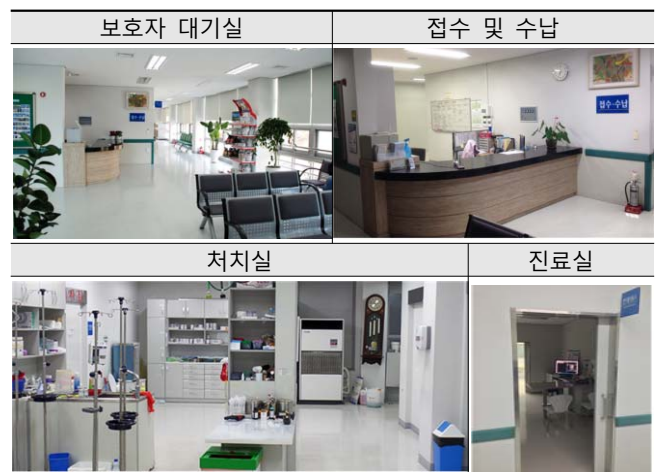 보호자 대기실
접수 및 수납
접수·수납
처치실
진료실